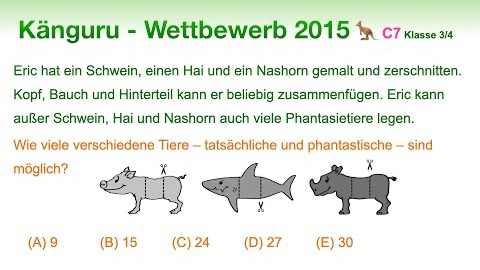 Känguru - Wettbewerb 2015 C7 Klasse 3/4
Eric hat ein Schwein, einen Hai und ein Nashorn gemalt und zerschnitten.
Kopf, Bauch und Hinterteil kann er beliebig zusammenfügen. Eric kann
außer Schwein, Hai und Nashorn auch viele Phantasietiere legen.
Wie viele verschiedene Tiere – tatsächliche und phantastische – sind
möglich?
(A) 9 (B) 15 (C) 24 (D) 27 (E) 30